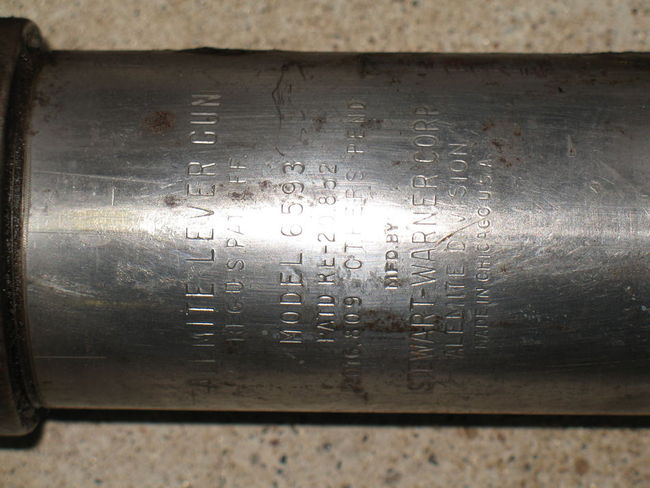 ALEMITE LEVER GUN
REG U S PAT OFF
MODEL 6593
PATD RE-20852
OTHERS PEND
MFD BY
STEWART-WARNER CORP
ALEMITE DIVISION
MADE IN CHICAGO U.S.A.